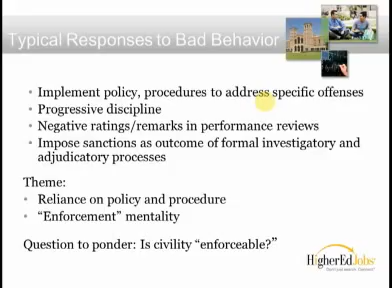 Typical Responses to Bad Behavior
• Implement policy, procedures to address specific offenses
• Progressive discipline
• Negative ratings/remarks in performance reviews
• Impose sanctions as outcome of formal investigatory and
adjudicatory processes
Theme:
• Reliance on policy and procedure
• “Enforcement” mentality
Question to ponder: Is civility “enforceable?”
HigherEdJobs